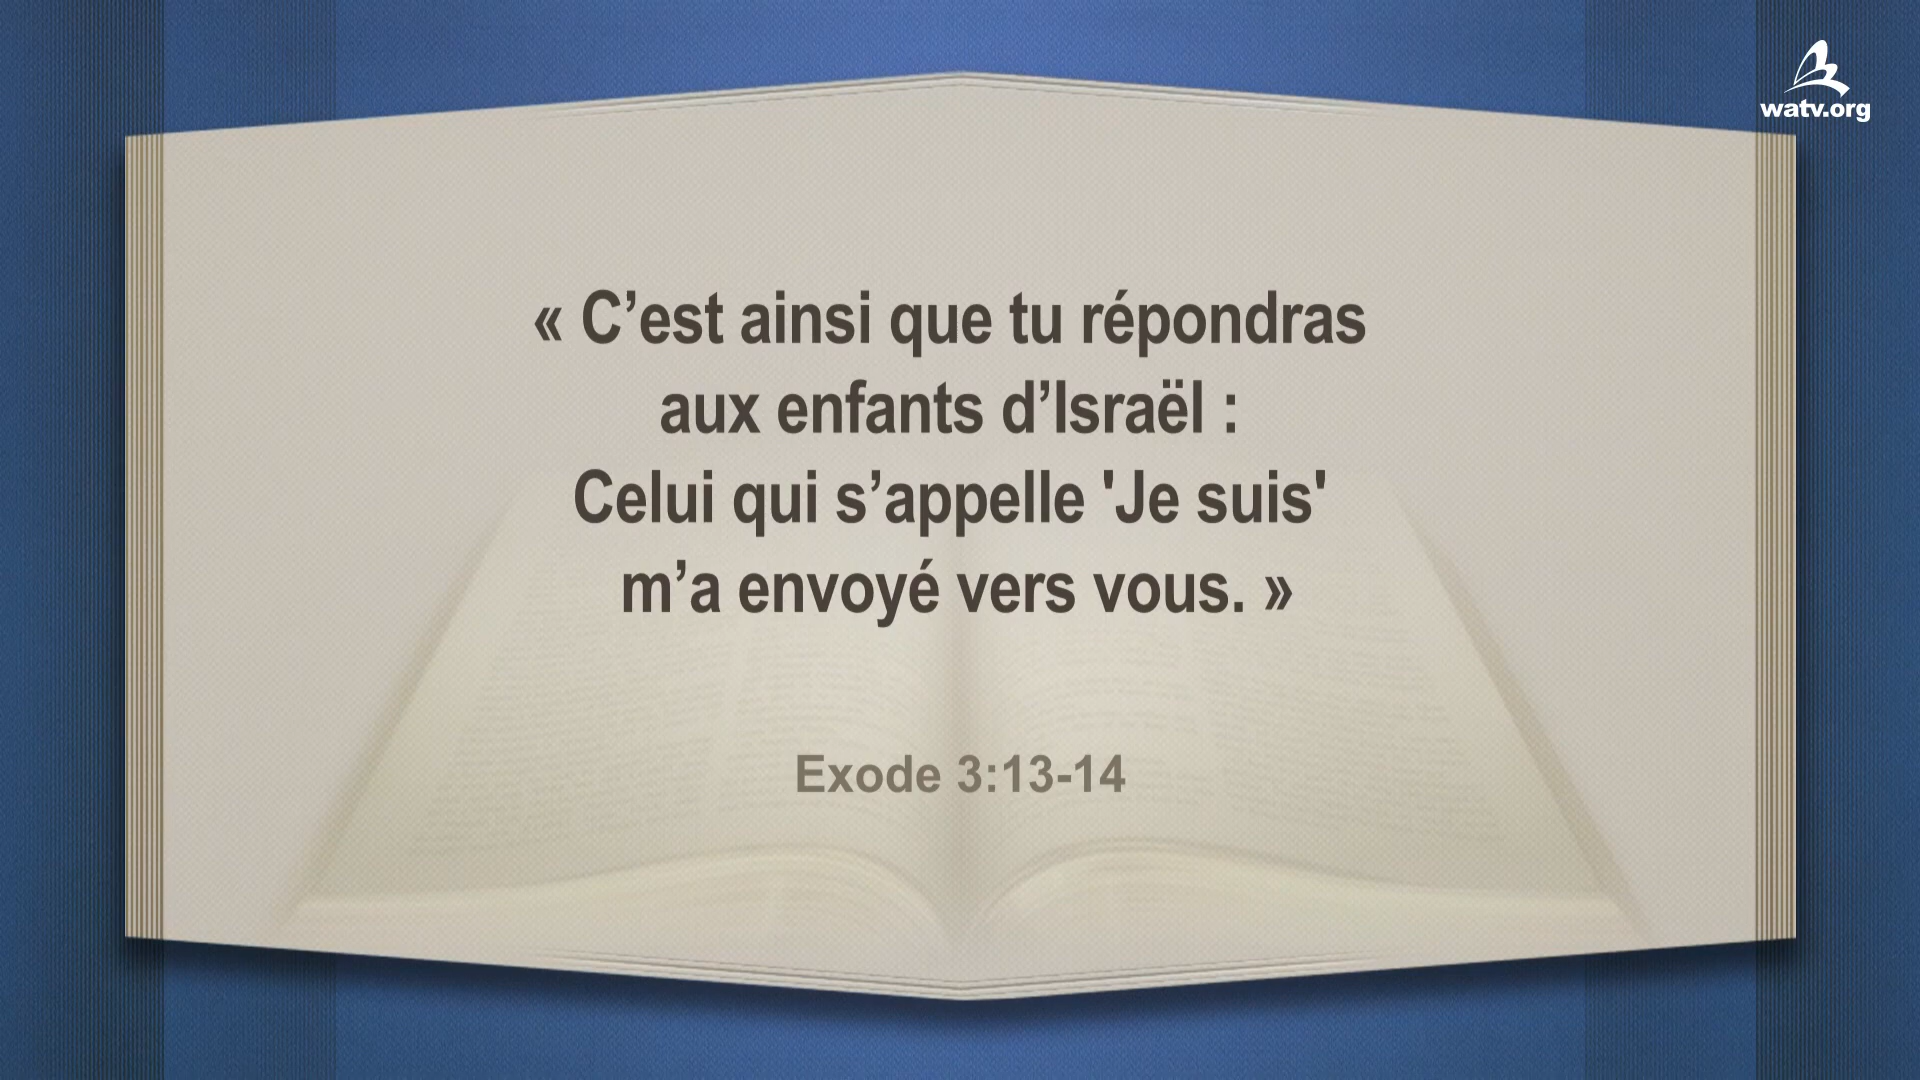 watv.org
« C’est ainsi que tu répondras
aux enfants d’Israël :
Celui qui s’appelle 'Je suis'
m’a envoyé vers vous. »
Exode 3:13-14